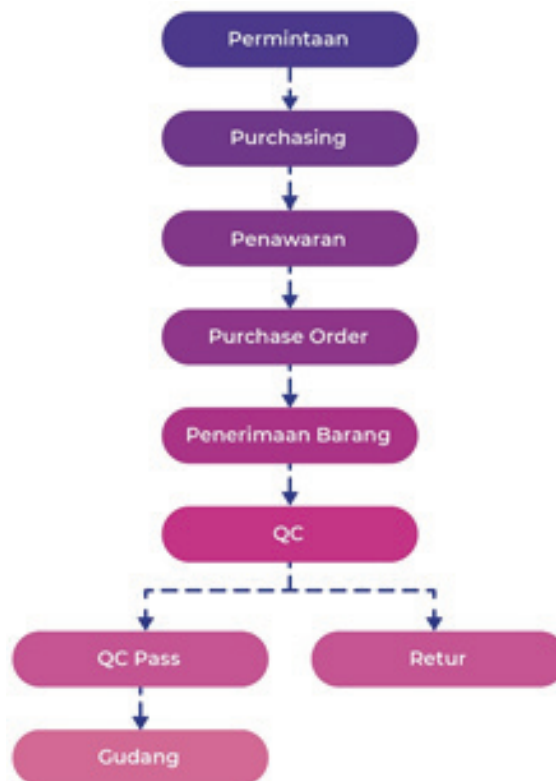 Permintaan
Purchasing
Penawaran
Purchase Order
Penerimaan Barang
QC
QC Pass
Retur
Gudang